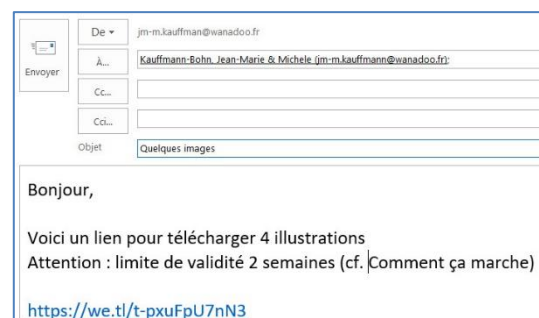 De ▾ jm-m.kauffman@wanadoo.fr
Envoyer
À... Kauffmann-Bohn, Jean-Marie & Michele (jm-m.kauffmann@wanadoo.fr);
Cc...
Cci...
Objet Quelques images
Bonjour,
Voici un lien pour télécharger 4 illustrations
Attention : limite de validité 2 semaines (cf. Comment ça marche)
https://we.tl/t-pxuFpU7nN3